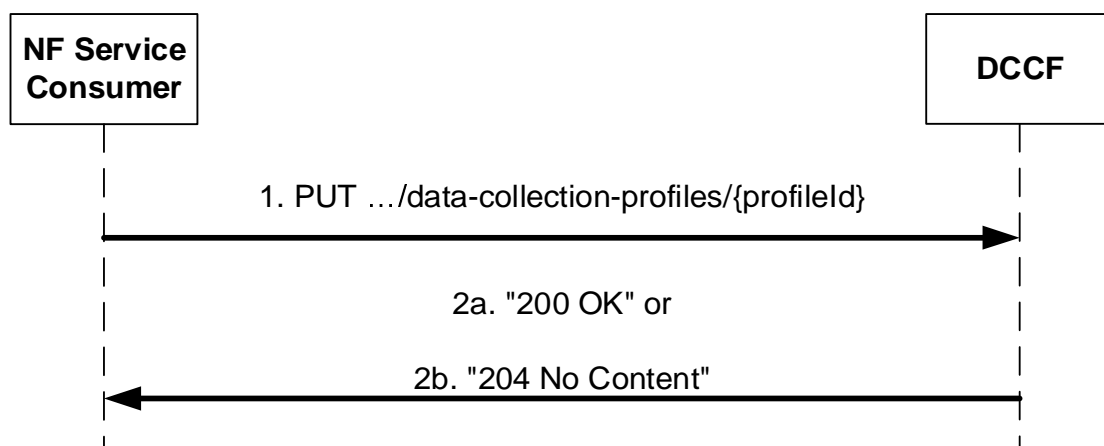 NF Service
Consumer
DCCF
1. PUT …/data-collection-profiles/{profileId}
2a. "200 OK" or
2b. "204 No Content"